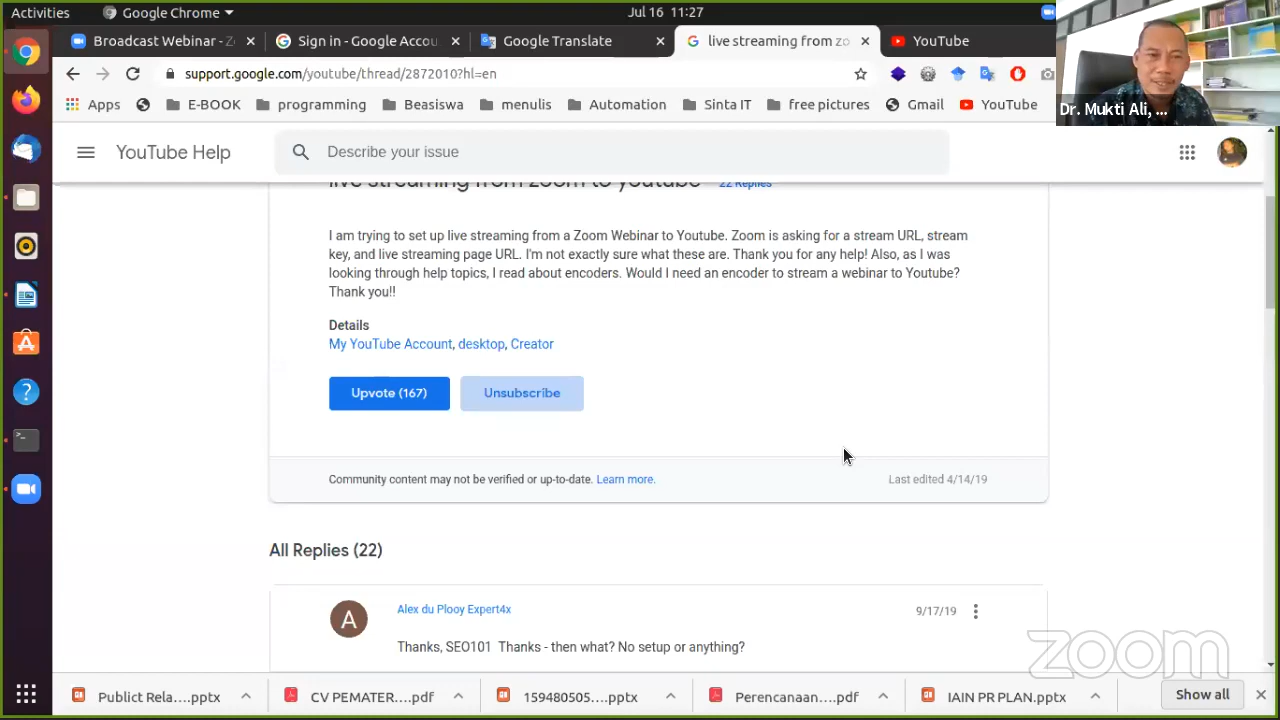 Activities
Google Chrome
Jul 16 11:27
Broadcast Webinar - Z
Sign in - Google Accou
Google Translate
live streaming from zo
YouTube
support.google.com/youtube/thread/2872010?hl=en
Apps
E-BOOK
programming
Beasiswa
menulis
Automation
Sinta IT
free pictures
Gmail
YouTube
Dr. Mukti Ali, ...
YouTube Help
Describe your issue
live streaming from zoom to youtube 22 Replies
I am trying to set up live streaming from a Zoom Webinar to Youtube. Zoom is asking for a stream URL, stream
key, and live streaming page URL. I'm not exactly sure what these are. Thank you for any help! Also, as I was
looking through help topics, I read about encoders. Would I need an encoder to stream a webinar to Youtube?
Thank you!!
Details
My YouTube Account, desktop, Creator
Upvote (167)
Unsubscribe
Community content may not be verified or up-to-date. Learn more.
Last edited 4/14/19
All Replies (22)
A
Alex du Plooy Expert4x
9/17/19
Thanks, SEO101 Thanks - then what? No setup or anything?
zoom
Publict Rela....pptx
CV PEMATER....pdf
159480505....pptx
Perencanaan....pdf
IAIN PR PLAN.pptx
Show all